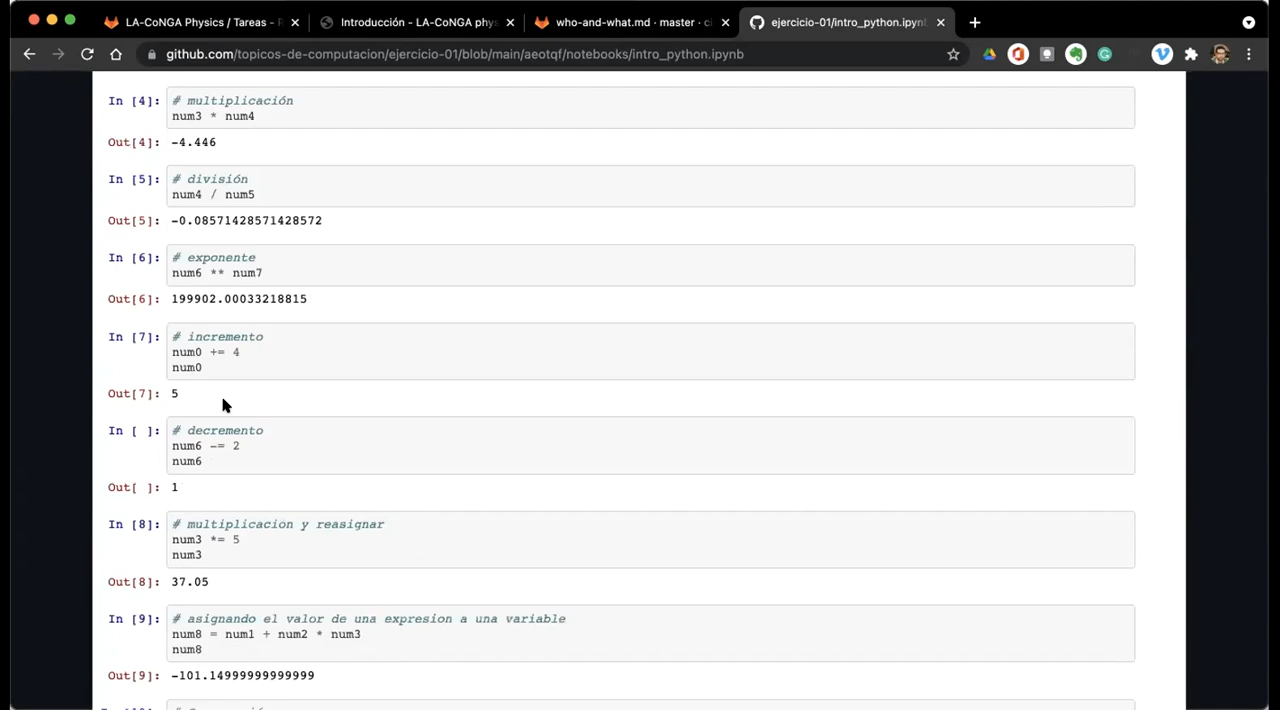 LA-CoNGA Physics / Tareas - R
Introducción - LA-CoNGA phys
who-and-what.md · master · ci
ejercicio-01/intro_python.ipyn
github.com/topicos-de-computacion/ejercicio-01/blob/main/aeotqf/notebooks/intro_python.ipynb
In [4]: # multiplicación
num3 * num4
Out[4]: -4.446
In [5]: # división
num4 / num5
Out[5]: -0.08571428571428572
In [6]: # exponente
num6 ** num7
Out[6]: 199902.00033218815
In [7]: # incremento
num0 += 4
num0
Out[7]: 5
In [ ]: # decremento
num6 -= 2
num6
Out[ ]: 1
In [8]: # multiplicacion y reasignar
num3 *= 5
num3
Out[8]: 37.05
In [9]: # asignando el valor de una expresion a una variable
num8 = num1 + num2 * num3
num8
Out[9]: -101.14999999999999